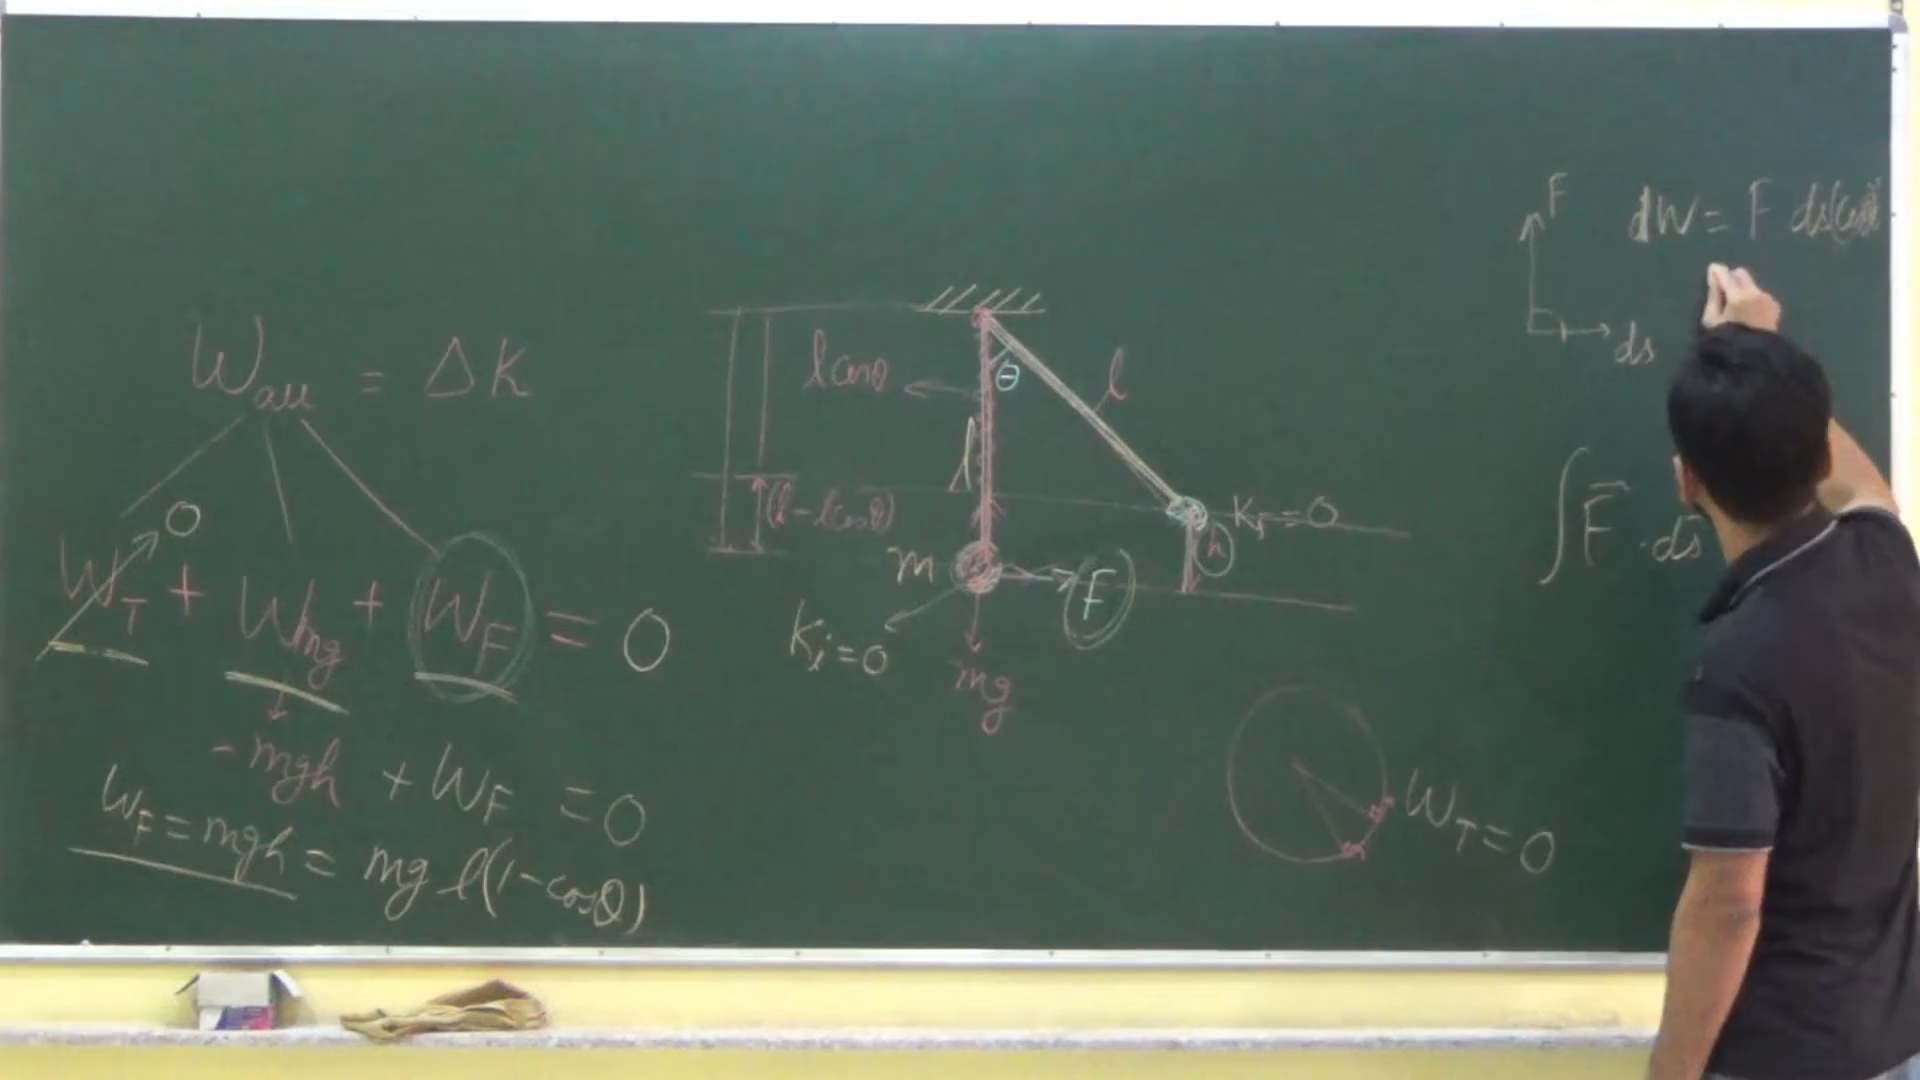 W_all = ΔK
0
W_T + W_mg + W_F = 0
-mgh + W_F = 0
W_F = mgh = mg l(1-cosθ)
l cosθ
θ
l
l
(l - l cosθ)
K_f = 0
h
m
F
K_i = 0
mg
W_T = 0
F
dW = F ds
ds
∫ F⃗ · ds